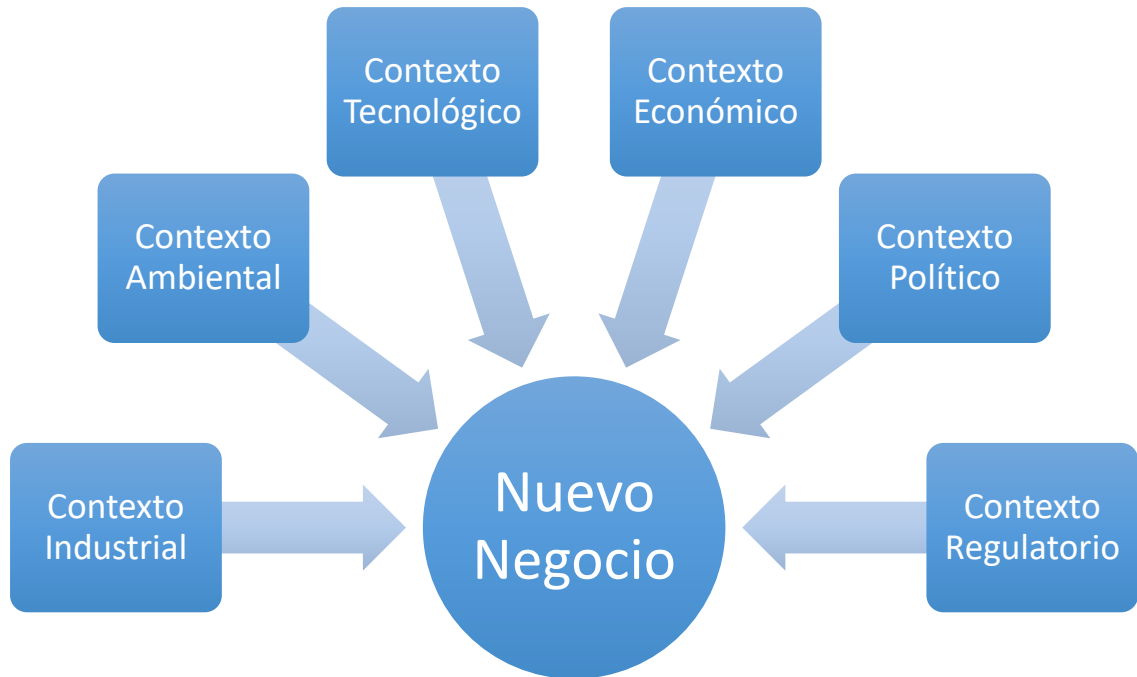 Contexto
Tecnológico
Contexto
Económico
Contexto
Ambiental
Contexto
Político
Contexto
Industrial
Nuevo
Negocio
Contexto
Regulatorio